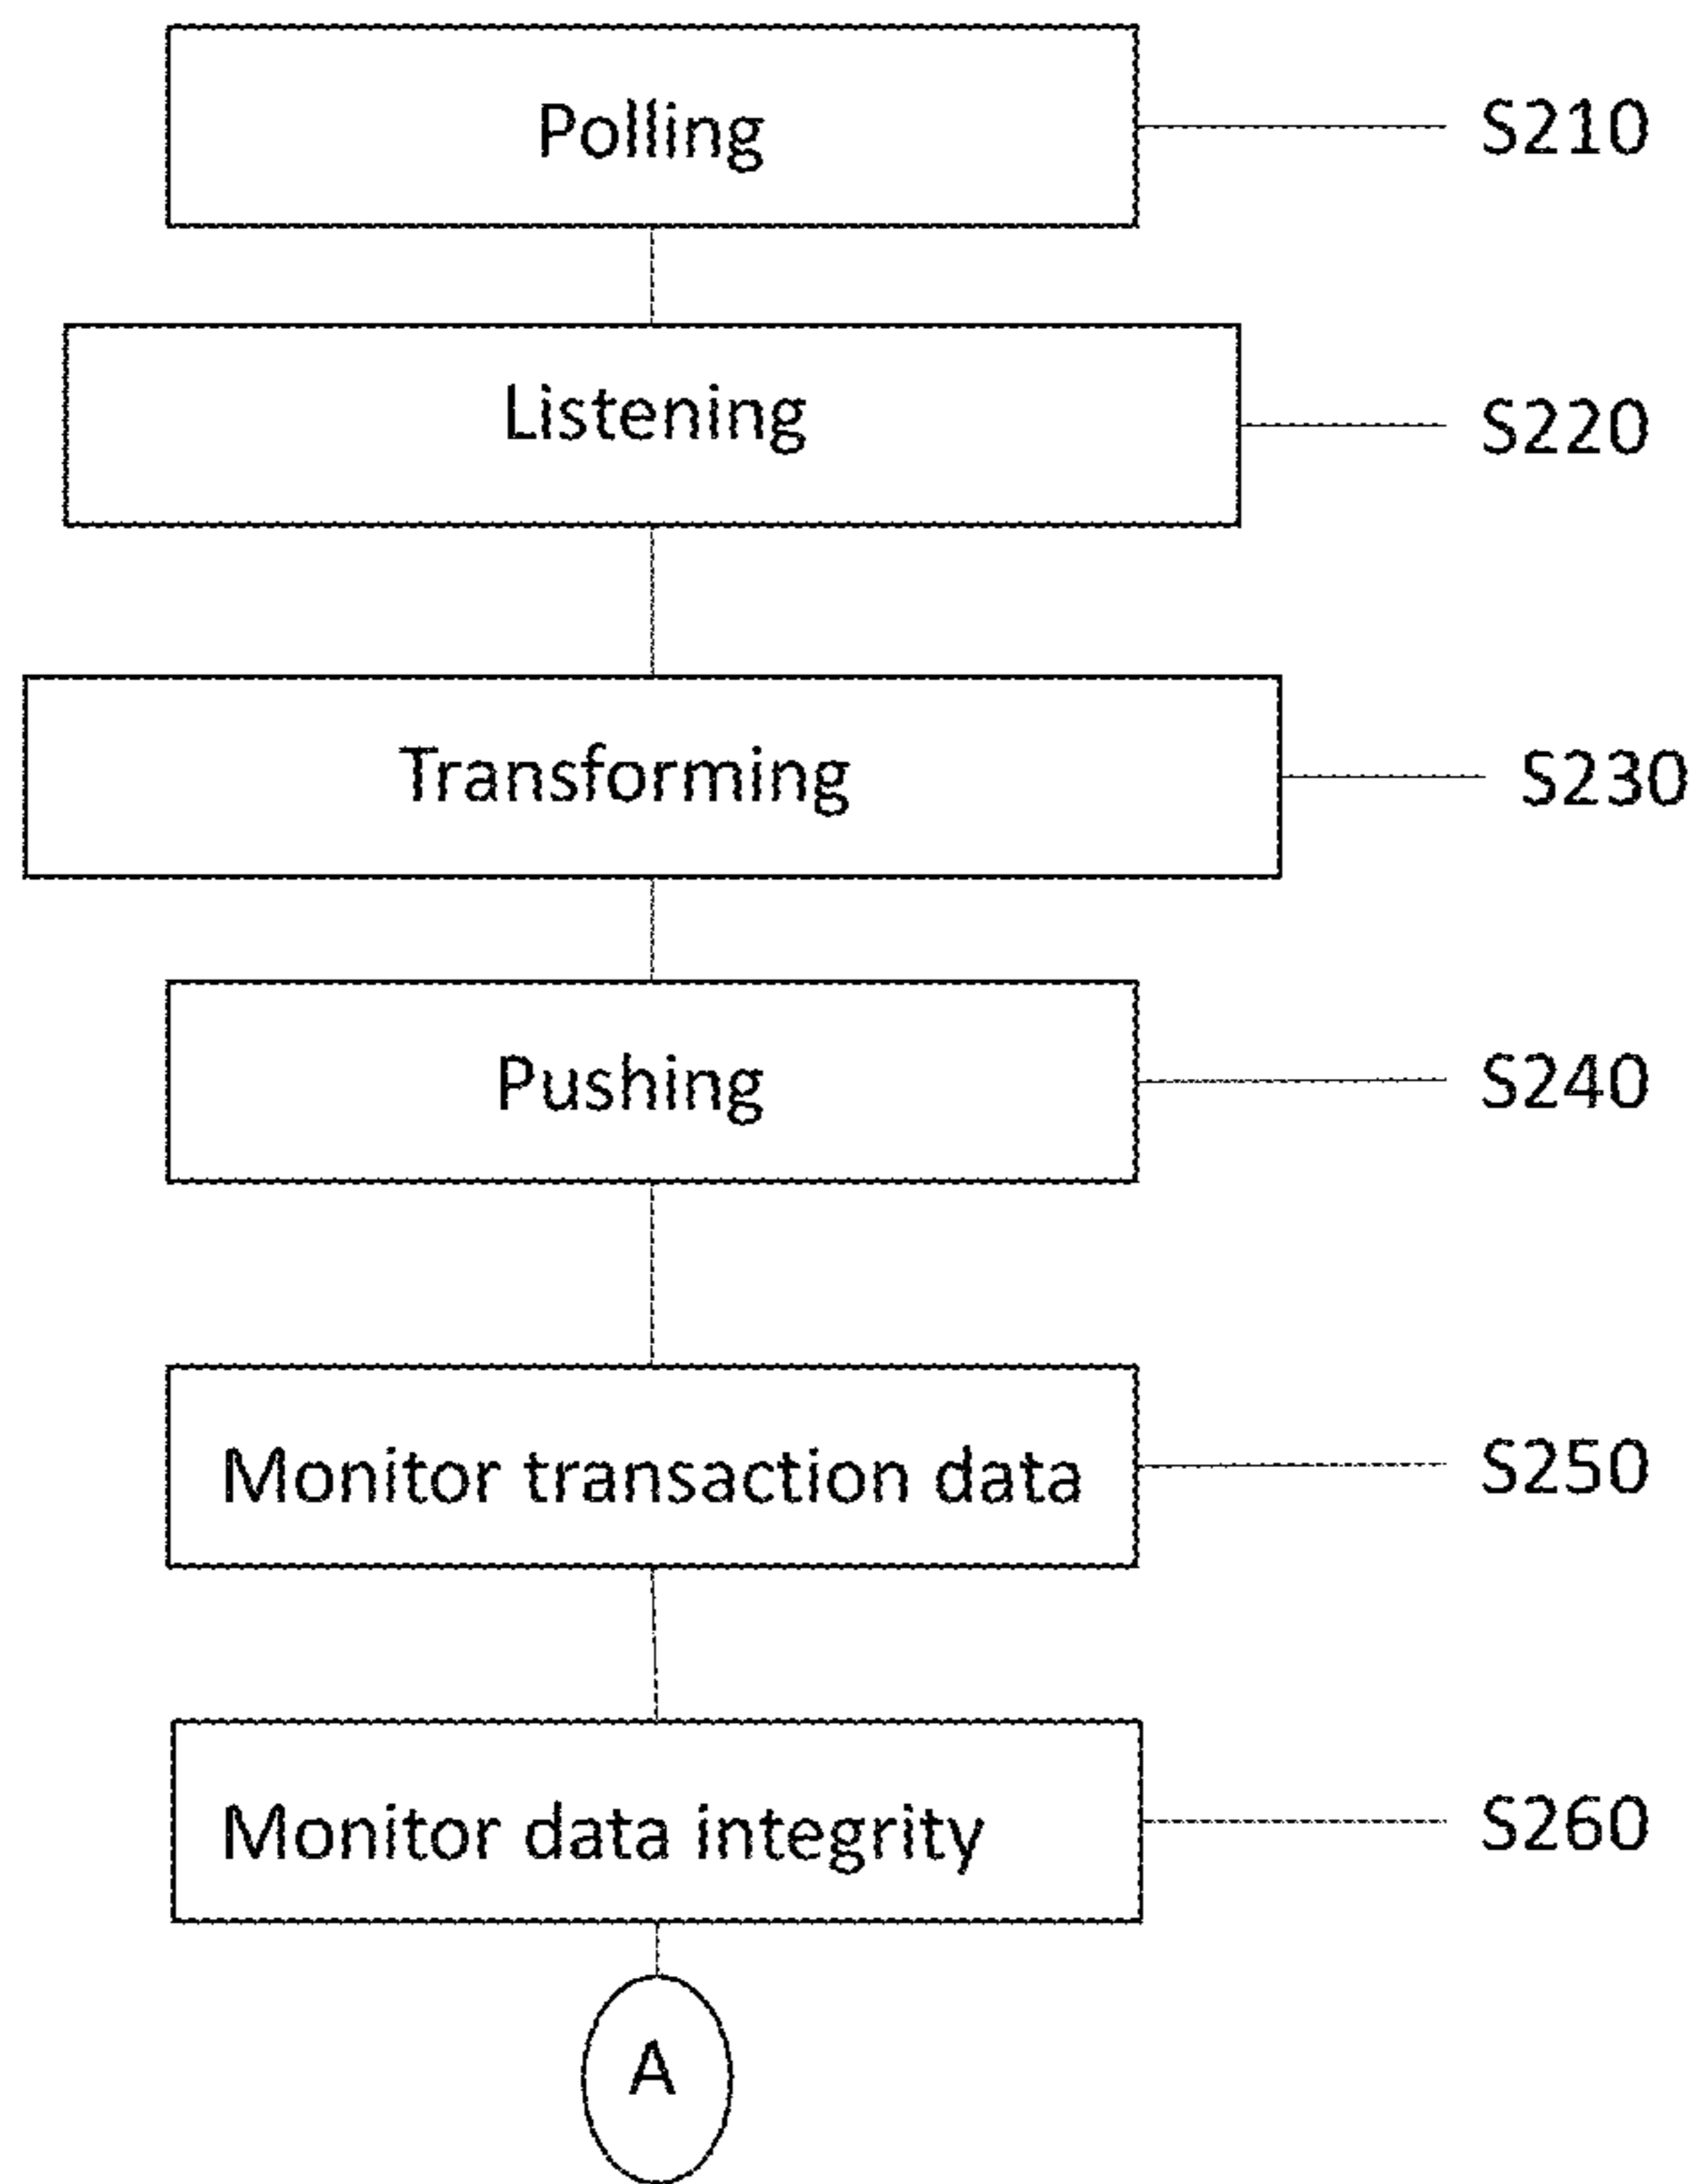 Polling
S210
Listening
S220
Transforming
S230
Pushing
S240
Monitor transaction data
S250
Monitor data integrity
S260
A